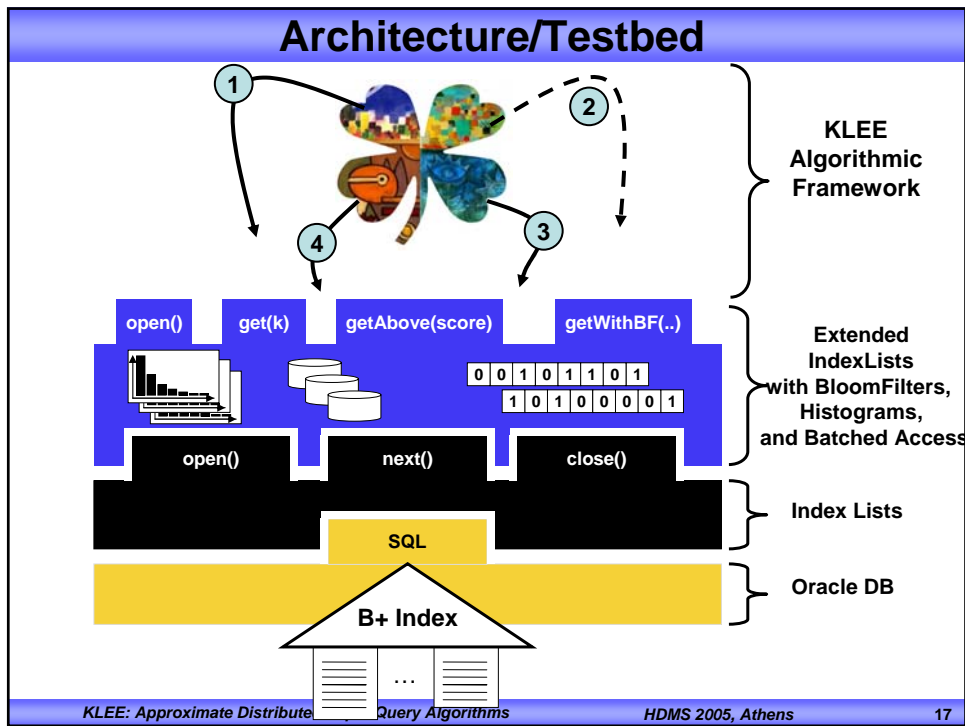 Architecture/Testbed
1
2
4
3
KLEE
Algorithmic
Framework
open()
get(k)
getAbove(score)
getWithBF(..)
0 0 1 0 1 1 0 1
1 0 1 0 0 0 0 1
Extended
IndexLists
with BloomFilters,
Histograms,
and Batched Access
open()
next()
close()
Index Lists
SQL
Oracle DB
B+ Index
...
KLEE: Approximate Distribute Query Algorithms
HDMS 2005, Athens
17